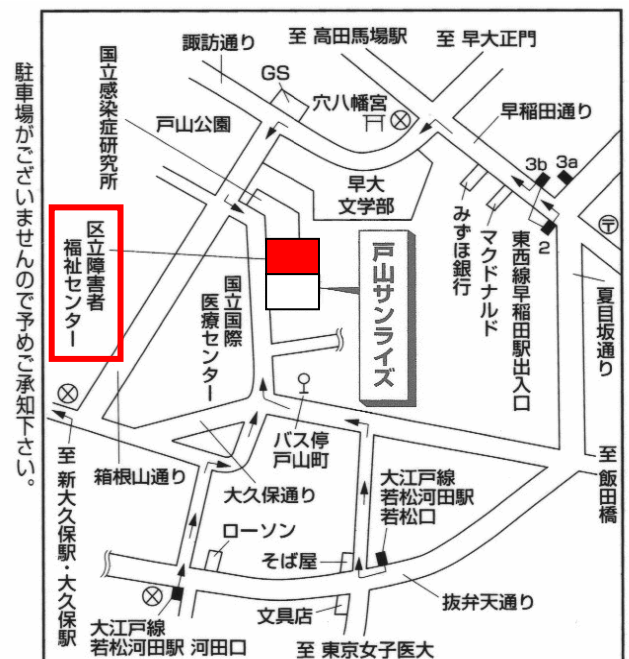 駐車場がございませんので予めご承知下さい。
諏訪通り
至 高田馬場駅
至 早大正門
GS
穴八幡宮
早稲田通り
国立感染症研究所
戸山公園
早大
文学部
3b
3a
2
みずほ銀行
マクドナルド
東西線早稲田駅出入口
夏目坂通り
区立障害者
福祉センター
戸山サンライズ
国立国際
医療センター
バス停
戸山町
至 飯田橋
至 新大久保駅・大久保駅
箱根山通り
大久保通り
大江戸線
若松河田駅
若松口
ローソン
そば屋
抜弁天通り
文具店
大江戸線
若松河田駅 河田口
至 東京女子医大